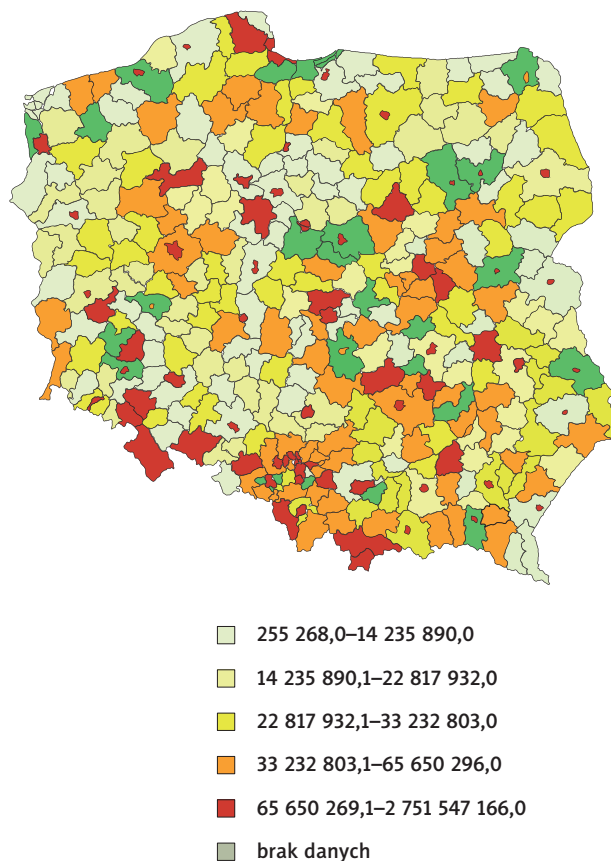 255 268,0–14 235 890,0
14 235 890,1–22 817 932,0
22 817 932,1–33 232 803,0
33 232 803,1–65 650 296,0
65 650 269,1–2 751 547 166,0
brak danych